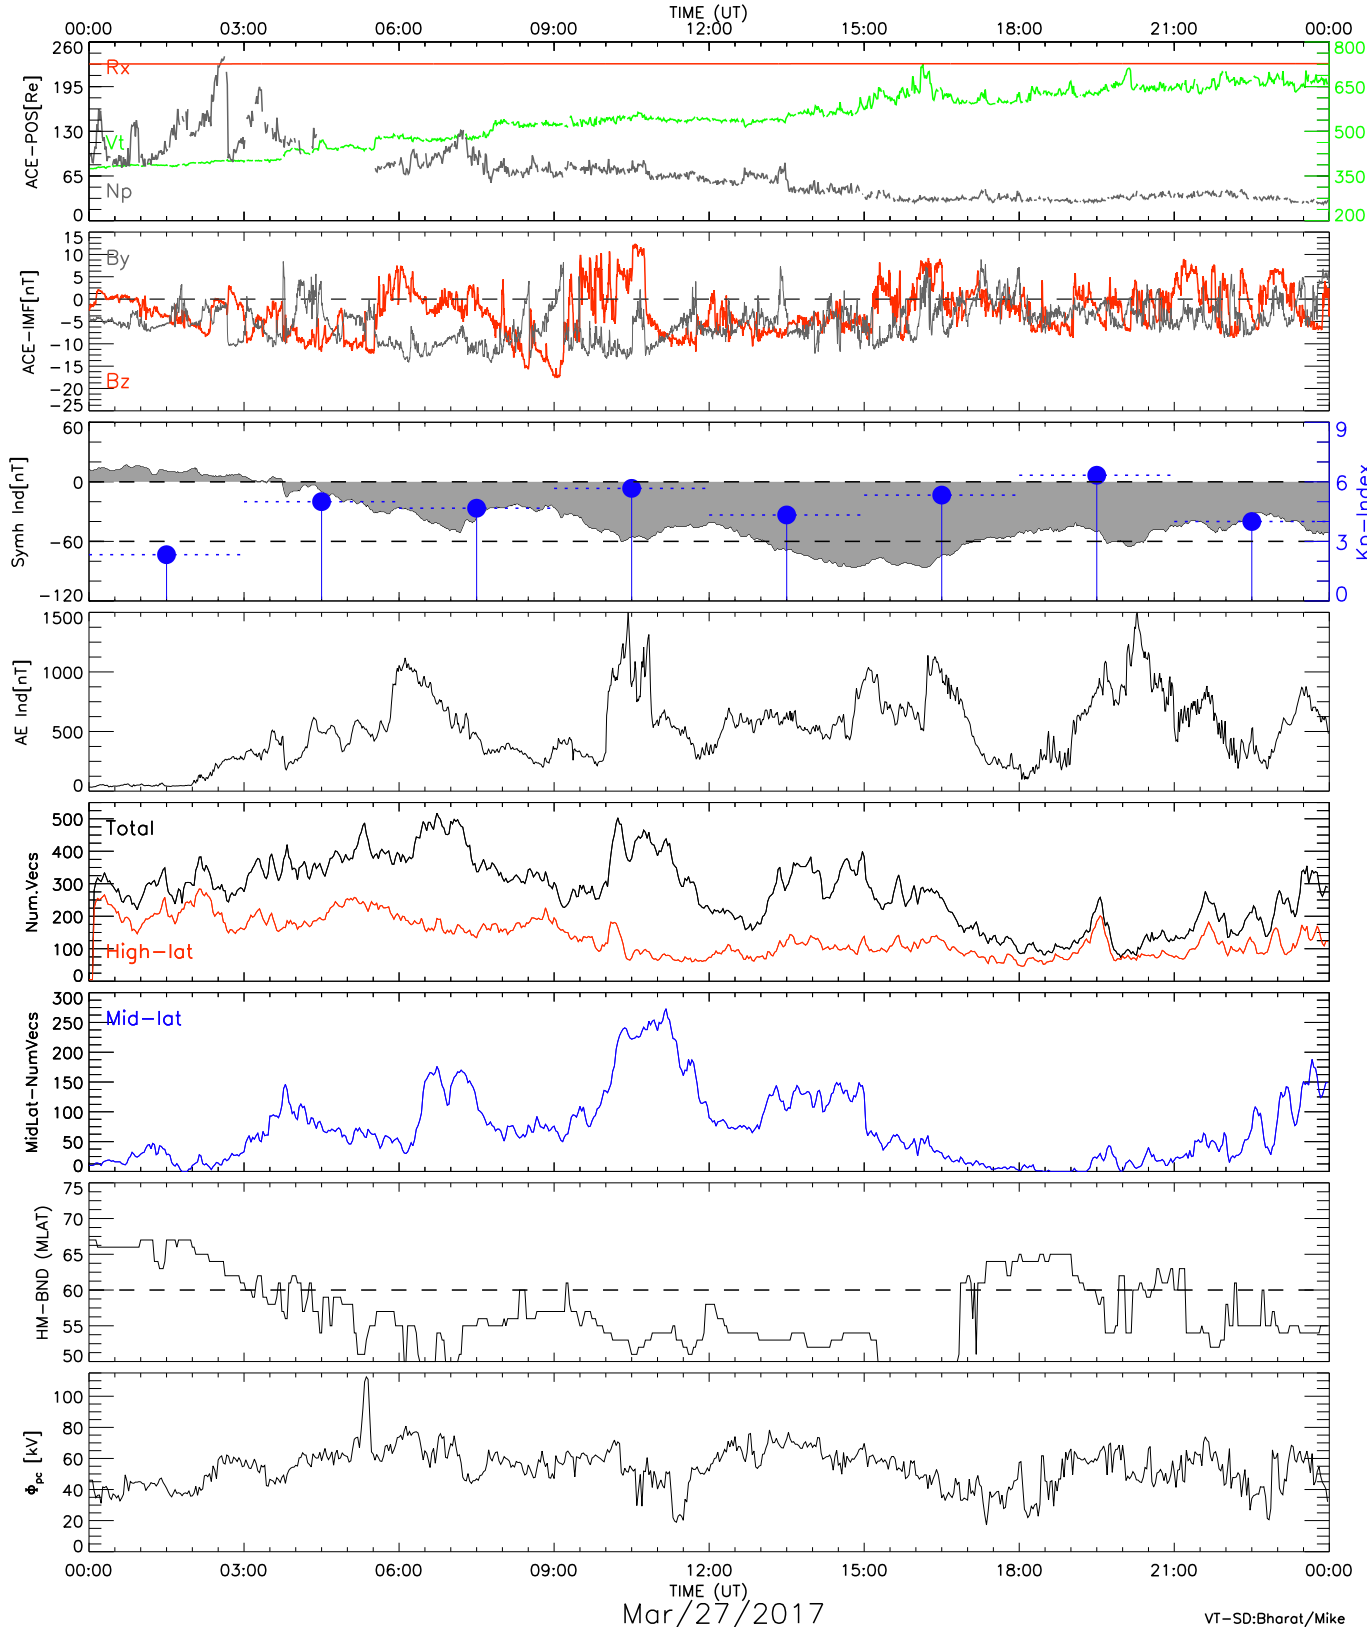 TIME (UT)
00:00 03:00 06:00 09:00 12:00 15:00 18:00 21:00 00:00
260 195 130 65 0
ACE-POS[Re]
Rx
Vt
Np
800 650 500 350 200
15 10 5 0 -5 -10 -15 -20 -25
ACE-IMF[nT]
By
Bz
60 0 -60 -120
Symh Ind[nT]
9 6 3 0
Kp-Index
1500 1000 500 0
AE Ind[nT]
500 400 300 200 100 0
Num.Vecs
Total
High-lat
300 250 200 150 100 50 0
MidLat-NumVecs
Mid-lat
75 70 65 60 55 50
HM-BND (MLAT)
100 80 60 40 20 0
Φpc [kV]
00:00 03:00 06:00 09:00 12:00 15:00 18:00 21:00 00:00
TIME (UT)
Mar/27/2017
VT-SD:Bharat/Mike